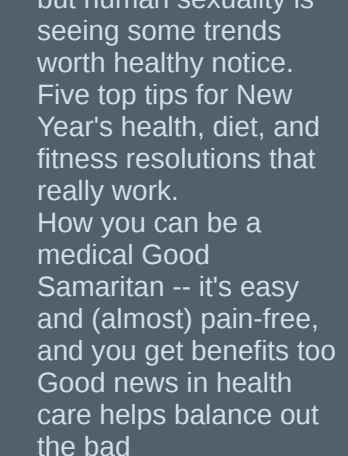 but human sexuality is
seeing some trends
worth healthy notice.
Five top tips for New
Year's health, diet, and
fitness resolutions that
really work.
How you can be a
medical Good
Samaritan -- it's easy
and (almost) pain-free,
and you get benefits too
Good news in health
care helps balance out
the bad